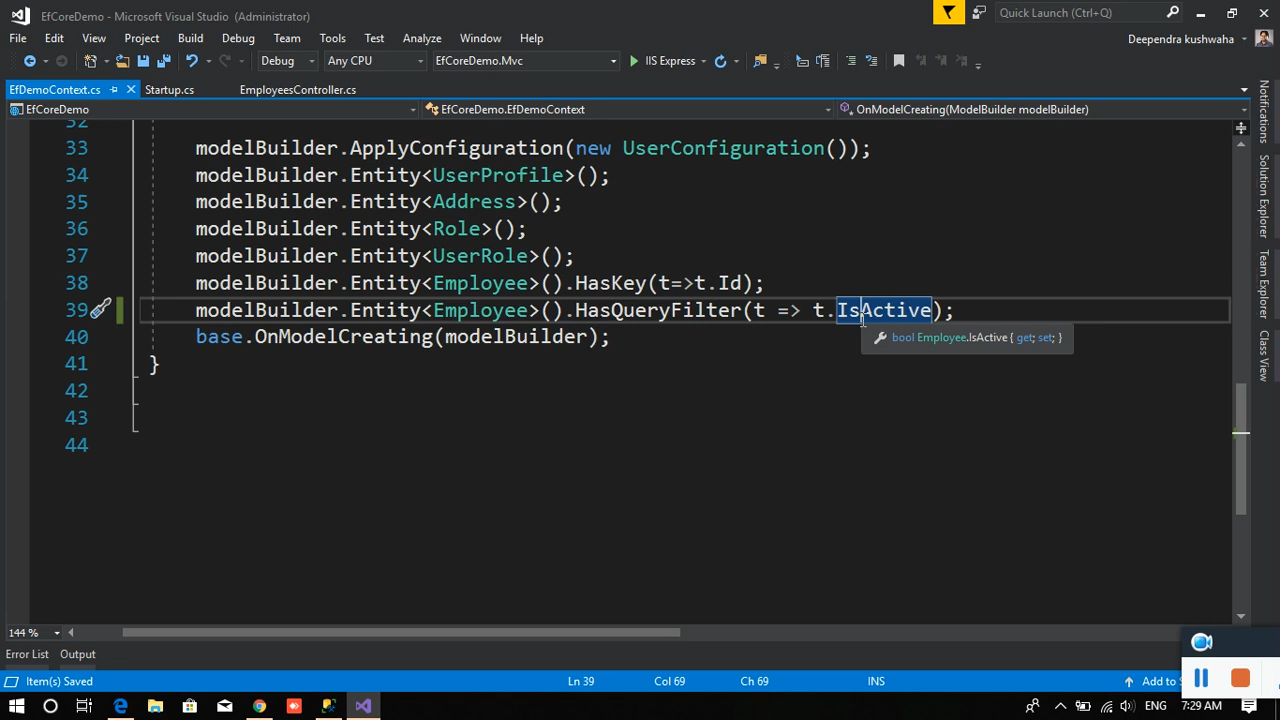 EfCoreDemo - Microsoft Visual Studio (Administrator)
Quick Launch (Ctrl+Q)
File Edit View Project Build Debug Team Tools Test Analyze Window Help
Deependra kushwaha
Debug Any CPU EfCoreDemo.Mvc IIS Express
EfDemoContext.cs Startup.cs EmployeesController.cs
EfCoreDemo EfCoreDemo.EfDemoContext OnModelCreating(ModelBuilder modelBuilder)
32
33 modelBuilder.ApplyConfiguration(new UserConfiguration());
34 modelBuilder.Entity<UserProfile>();
35 modelBuilder.Entity<Address>();
36 modelBuilder.Entity<Role>();
37 modelBuilder.Entity<UserRole>();
38 modelBuilder.Entity<Employee>().HasKey(t=>t.Id);
39 modelBuilder.Entity<Employee>().HasQueryFilter(t => t.IsActive);
40 base.OnModelCreating(modelBuilder);
bool Employee.IsActive { get; set; }
41 }
42
43
44
Notifications
Solution Explorer
Team Explorer
Class View
144 %
Error List Output
Item(s) Saved Ln 39 Col 69 Ch 69 INS Add to S
ENG 7:29 AM